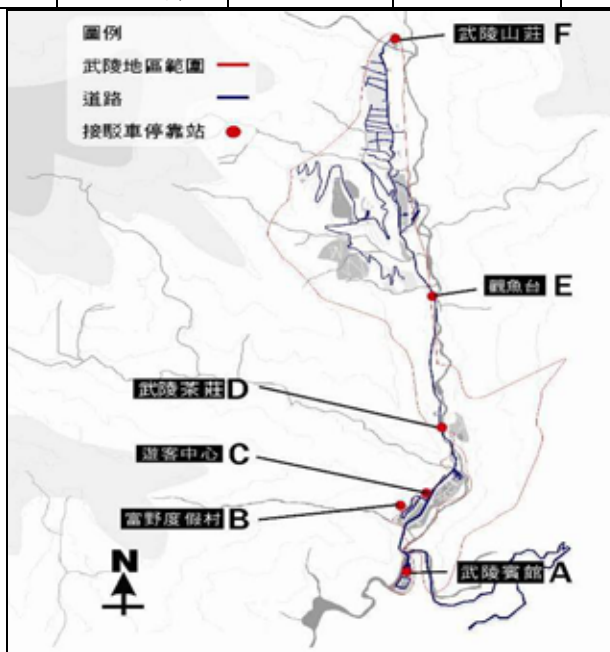 圖例
武陵地區範圍
道路
接駁車停靠站
武陵山莊 F
觀魚台 E
武陵茶莊 D
遊客中心 C
富野度假村 B
武陵賓館 A
N